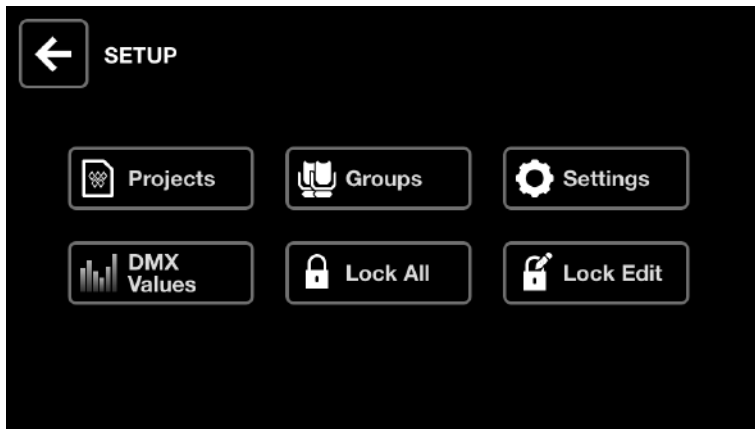 SETUP
Projects
Groups
Settings
DMX
Values
Lock All
Lock Edit